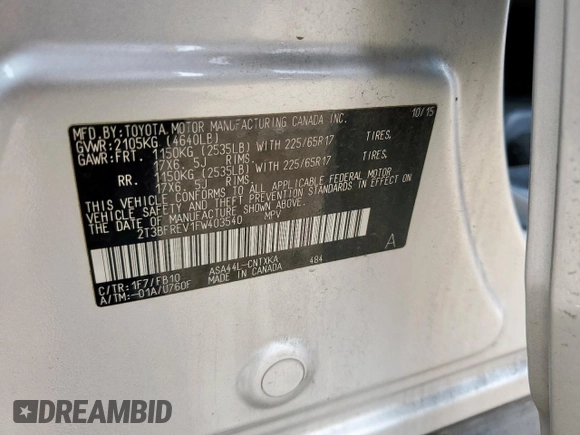 MFD.BY:TOYOTA MOTOR MANUFACTURING CANADA INC. 10/15
GVWR:2105KG (4640LB)
GAWR:FRT. 1150KG (2535LB) WITH 225/65R17 TIRES,
17X6.5J RIMS
RR. 1150KG (2535LB) WITH 225/65R17 TIRES,
17X6.5J RIMS
THIS VEHICLE CONFORMS TO ALL APPLICABLE FEDERAL MOTOR
VEHICLE SAFETY AND THEFT PREVENTION STANDARDS IN EFFECT ON
THE DATE OF MANUFACTURE SHOWN ABOVE.
2T3BFREV1FW403540 MPV
A
C/TR:1F7/FB10 ASA44L-CNTXKA 484
A/TM:-01A/U760F MADE IN CANADA
DREAMBID